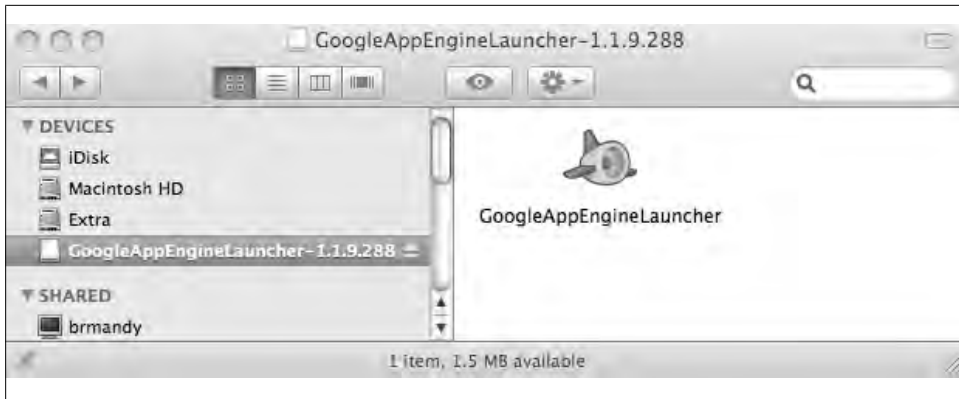 GoogleAppEngineLauncher-1.1.9.288
DEVICES
iDisk
Macintosh HD
Extra
GoogleAppEngineLauncher-1.1.9.288
SHARED
brmandy
GoogleAppEngineLauncher
1 item, 1.5 MB available